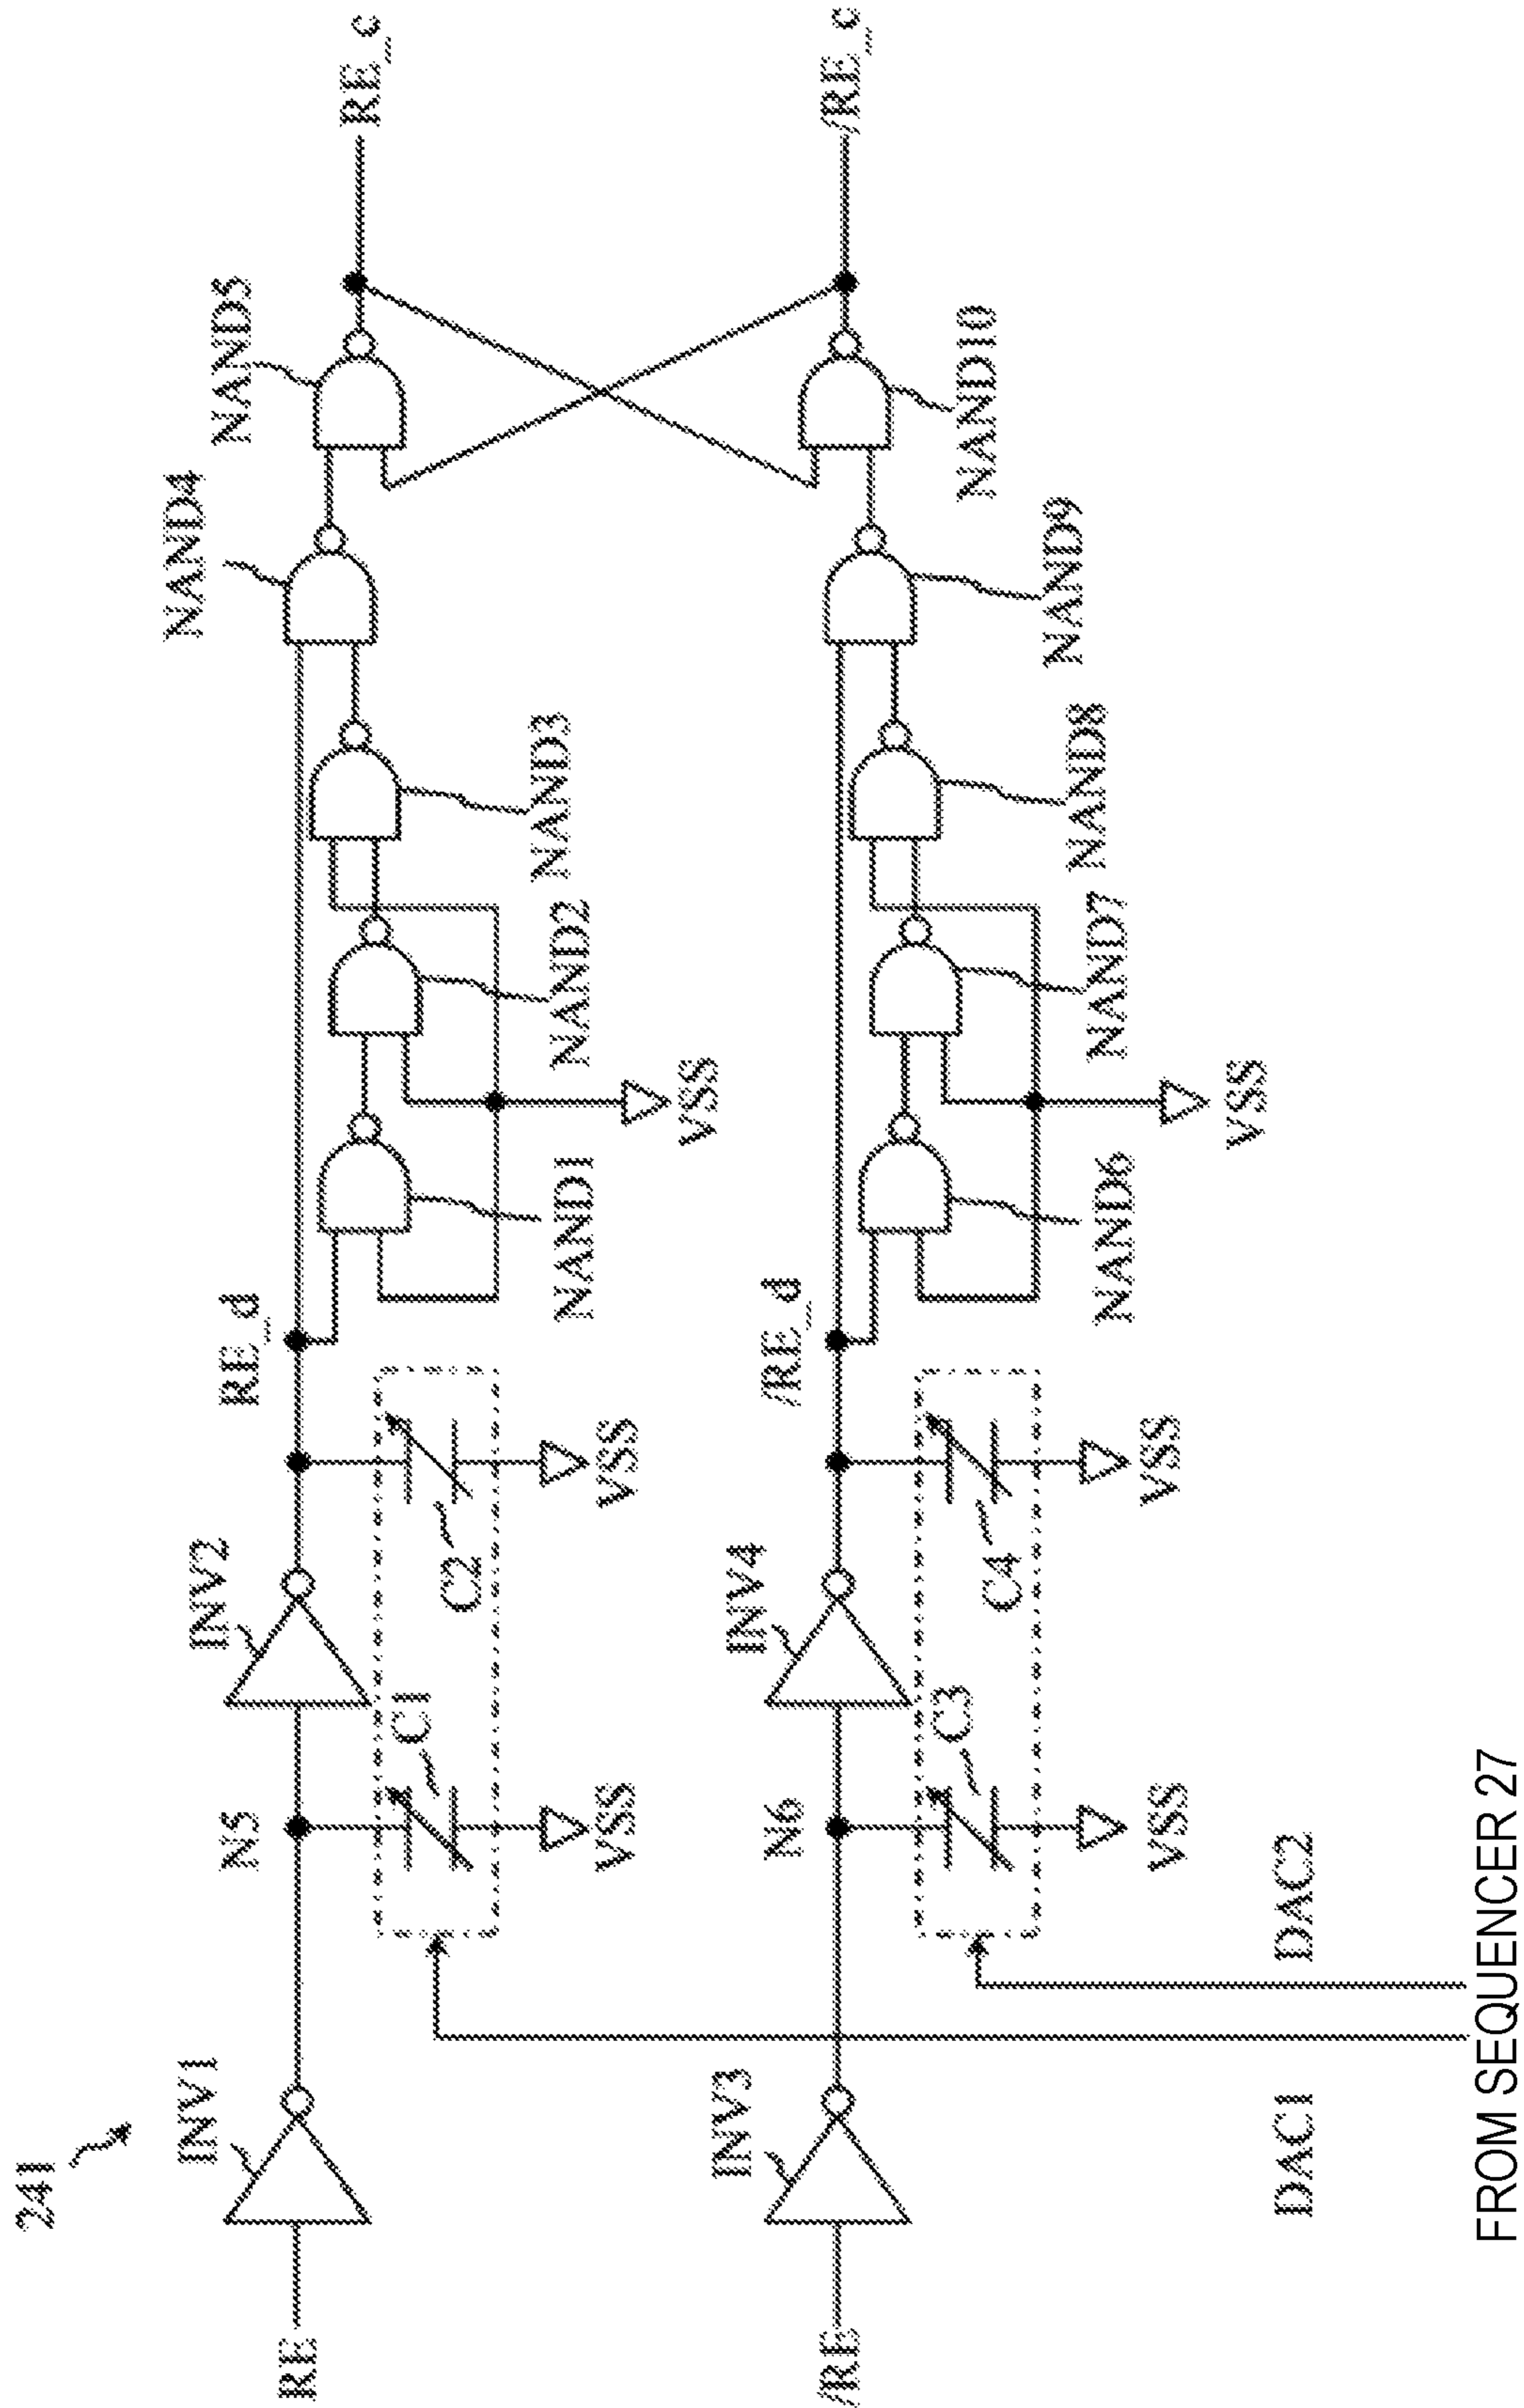 241
RE
INV1
N5
INV2
RE_d
C1
C2
VSS
VSS
NAND1
NAND2
NAND3
NAND4
NAND5
VSS
RE_c
/RE
INV3
N6
INV4
/RE_d
C3
C4
VSS
VSS
NAND6
NAND7
NAND8
NAND9
NAND10
VSS
/RE_c
DAC1
DAC2
FROM SEQUENCER 27